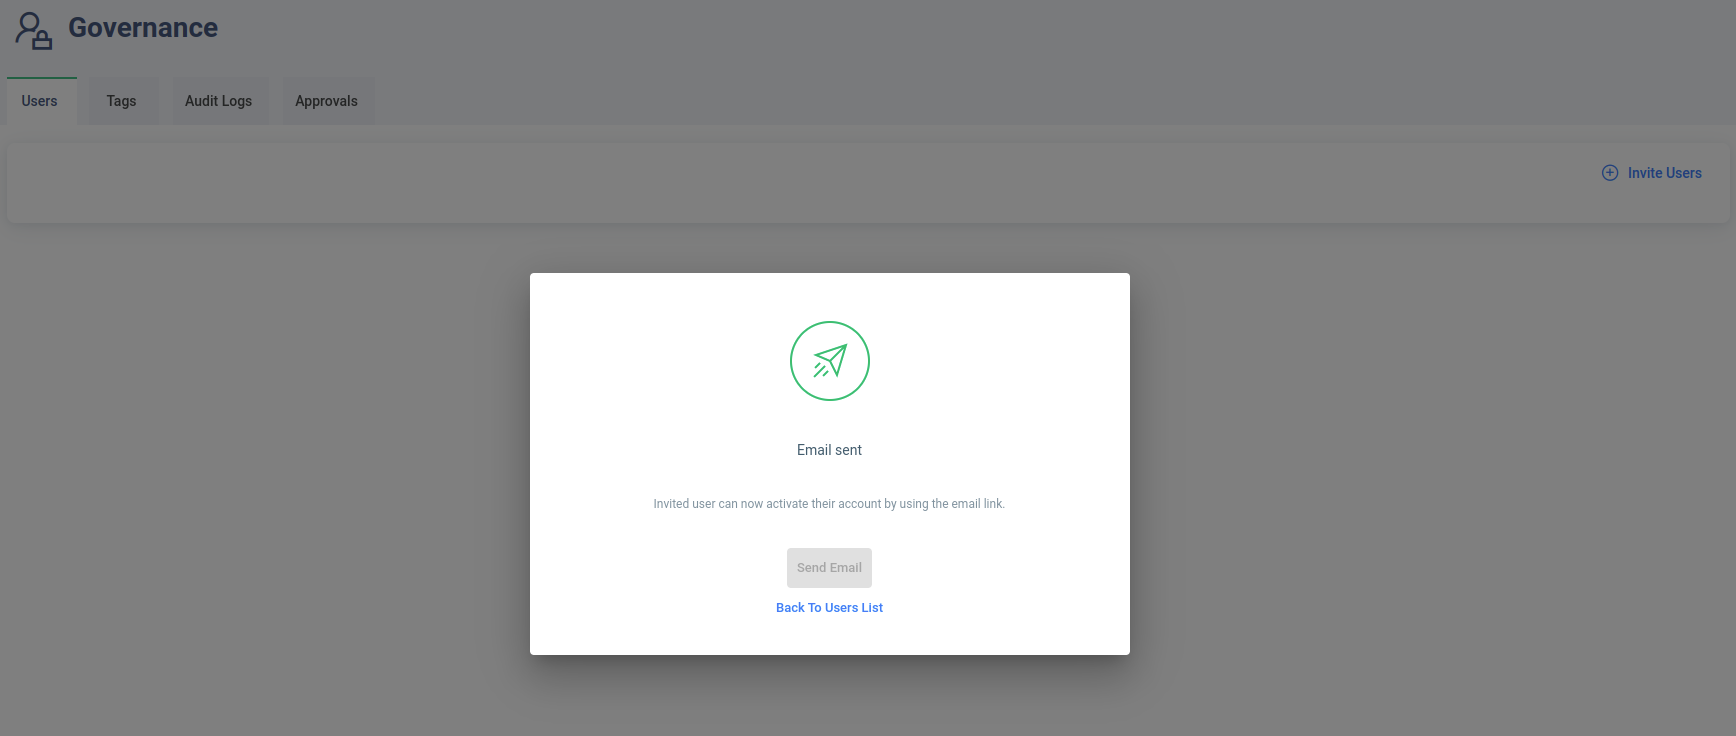 Governance
Users
Tags
Audit Logs
Approvals
Invite Users
Email sent
Invited user can now activate their account by using the email link.
Send Email
Back To Users List